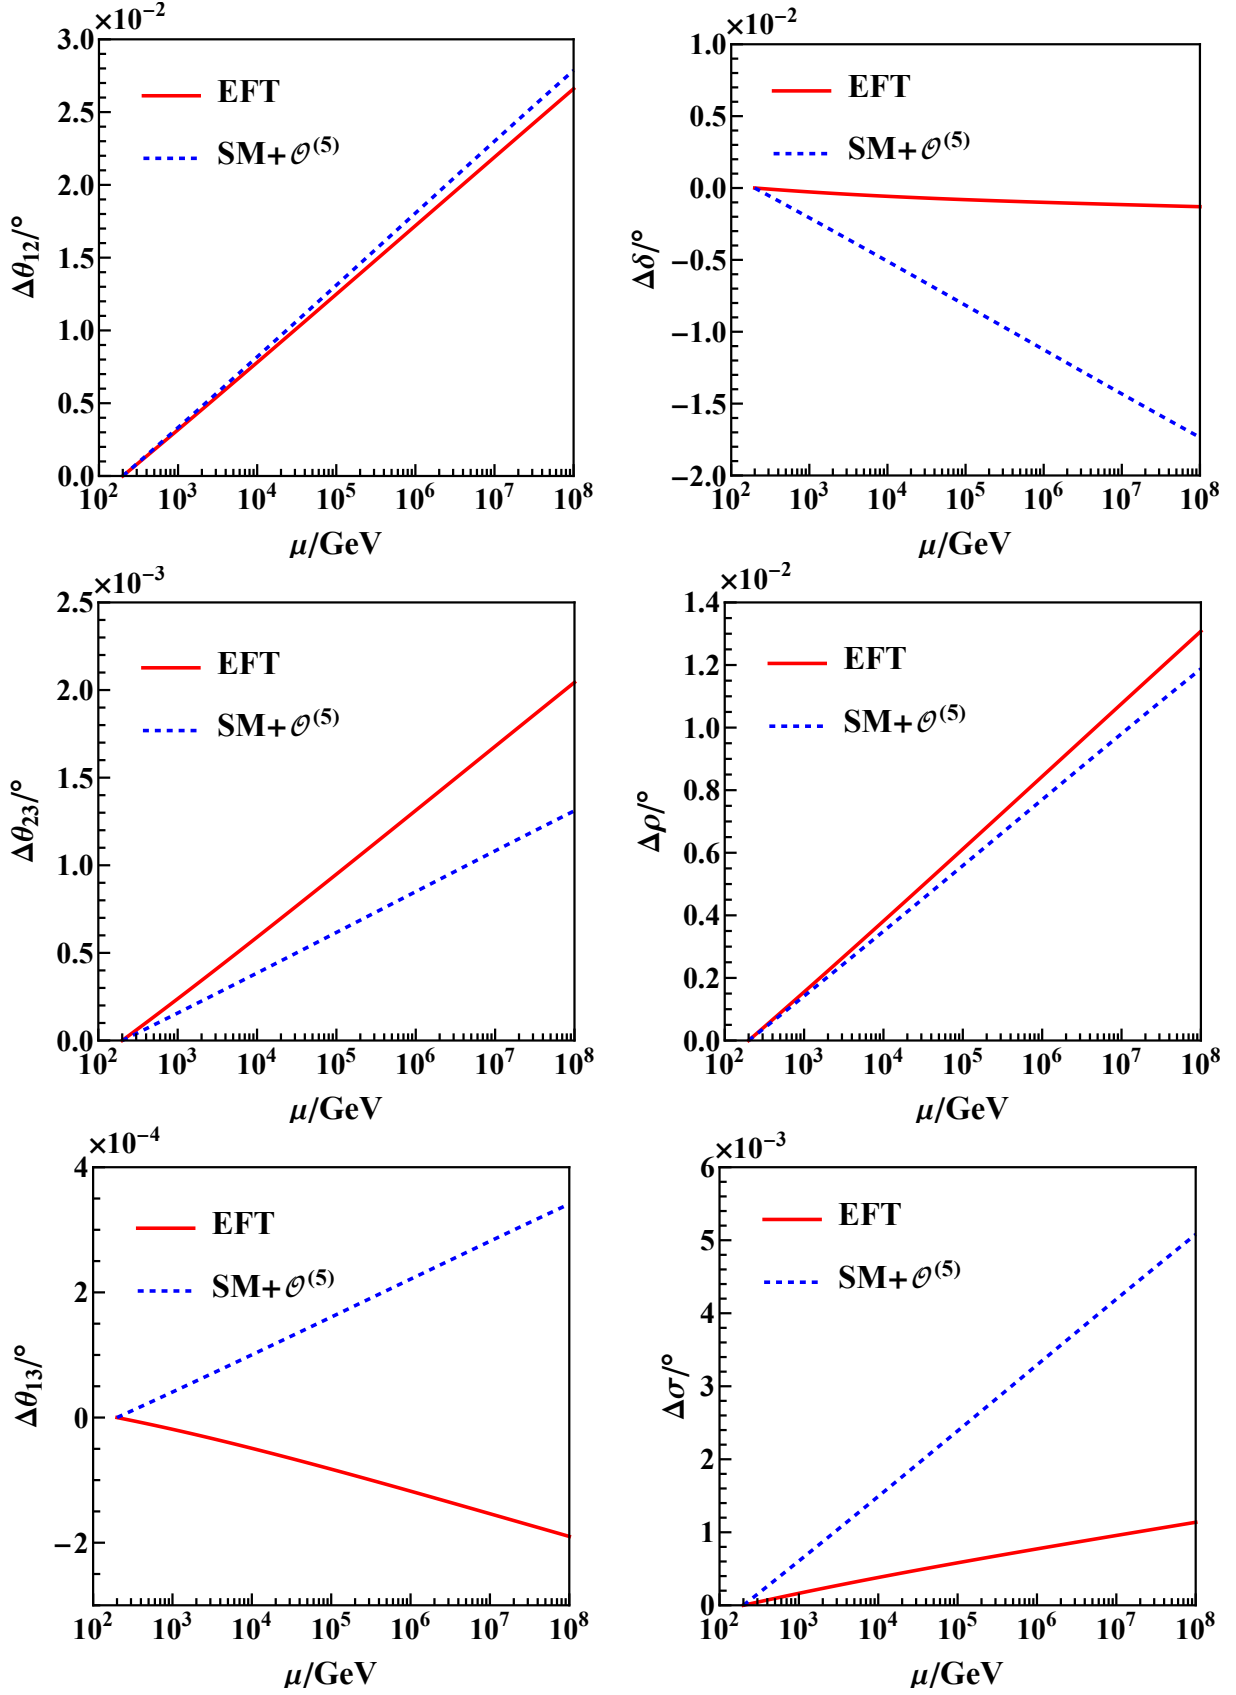 ×10⁻²
3.0
2.5
2.0
1.5
1.0
0.5
0.0
Δθ₁₂/°
EFT
SM+𝒪⁽⁵⁾
10² 10³ 10⁴ 10⁵ 10⁶ 10⁷ 10⁸
μ/GeV
×10⁻²
1.0
0.5
0.0
−0.5
−1.0
−1.5
−2.0
Δδ/°
EFT
SM+𝒪⁽⁵⁾
10² 10³ 10⁴ 10⁵ 10⁶ 10⁷ 10⁸
μ/GeV
×10⁻³
2.5
2.0
1.5
1.0
0.5
0.0
Δθ₂₃/°
EFT
SM+𝒪⁽⁵⁾
10² 10³ 10⁴ 10⁵ 10⁶ 10⁷ 10⁸
μ/GeV
×10⁻²
1.4
1.2
1.0
0.8
0.6
0.4
0.2
0.0
Δρ/°
EFT
SM+𝒪⁽⁵⁾
10² 10³ 10⁴ 10⁵ 10⁶ 10⁷ 10⁸
μ/GeV
×10⁻⁴
4
2
0
−2
Δθ₁₃/°
EFT
SM+𝒪⁽⁵⁾
10² 10³ 10⁴ 10⁵ 10⁶ 10⁷ 10⁸
μ/GeV
×10⁻³
6
5
4
3
2
1
0
Δσ/°
EFT
SM+𝒪⁽⁵⁾
10² 10³ 10⁴ 10⁵ 10⁶ 10⁷ 10⁸
μ/GeV